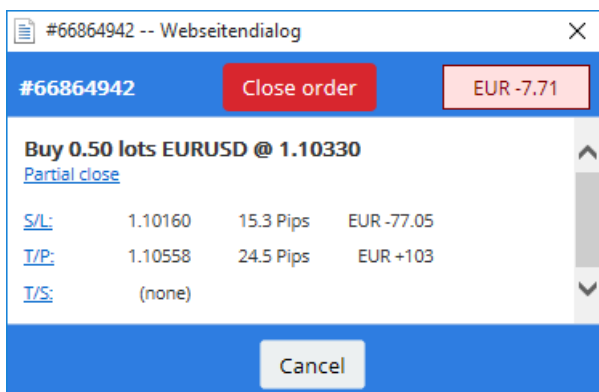 #66864942 -- Webseitendialog
#66864942 Close order EUR -7.71
Buy 0.50 lots EURUSD @ 1.10330
Partial close
S/L: 1.10160 15.3 Pips EUR -77.05
T/P: 1.10558 24.5 Pips EUR +103
T/S: (none)
Cancel